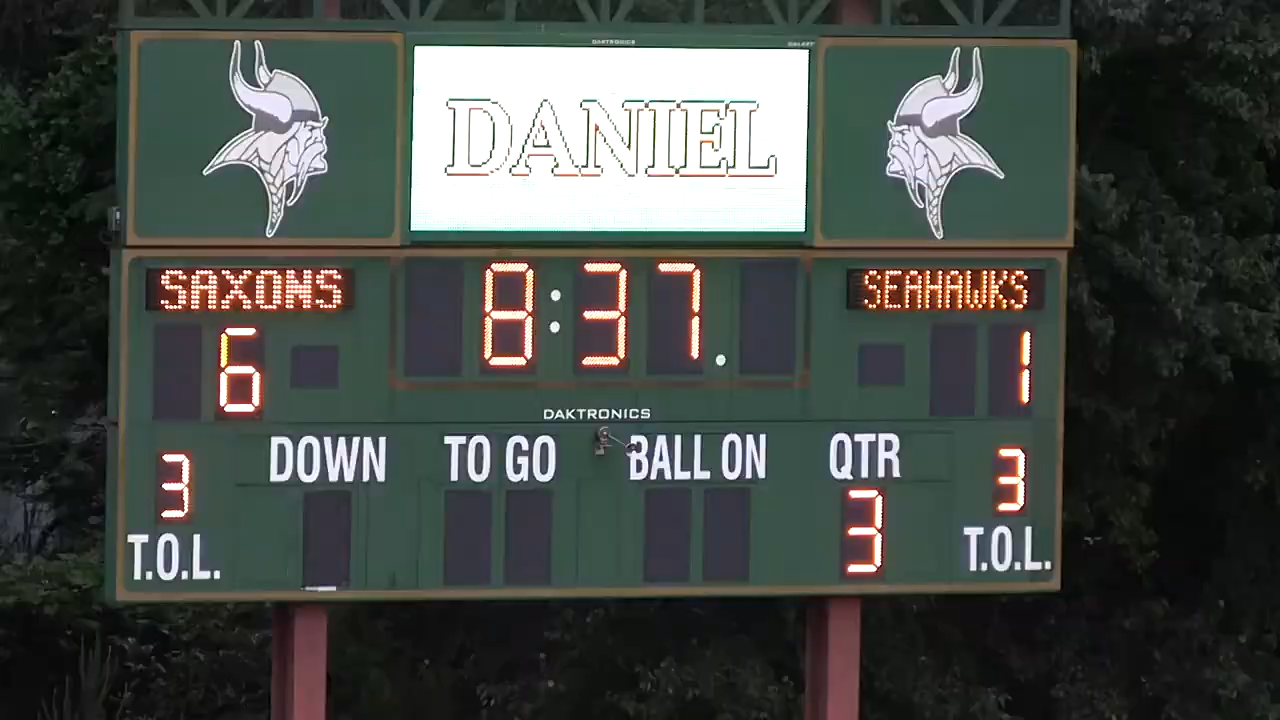 DAKTRONICS
DANIEL
SAXONS 8:37. SEAHAWKS
6 1
DAKTRONICS
DOWN TO GO BALL ON QTR
3 3 3
T.O.L. T.O.L.